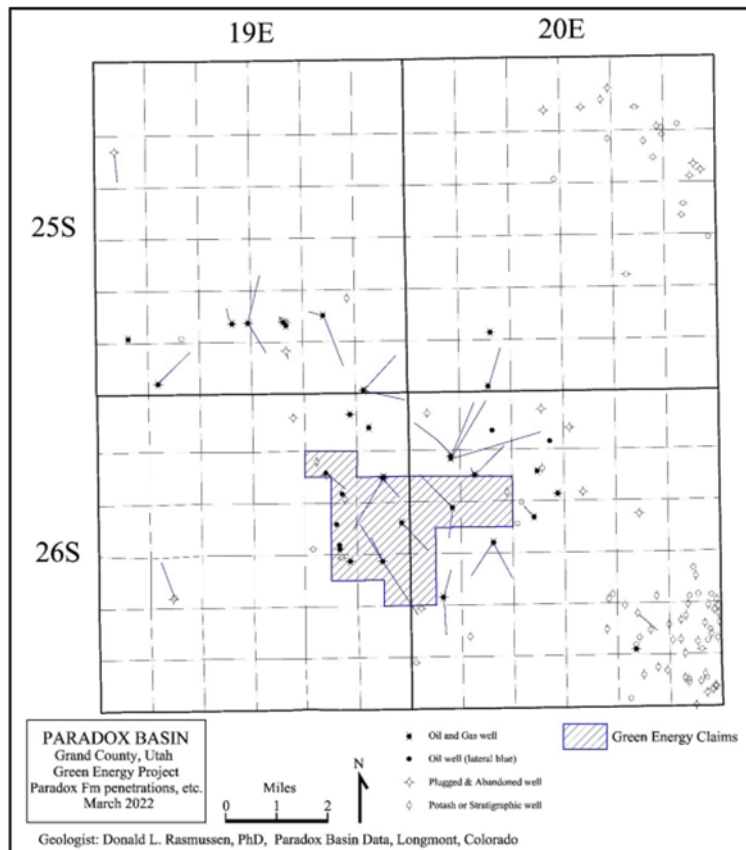 19E
20E
25S
26S
PARADOX BASIN
Grand County, Utah
Green Energy Project
Paradox Fm penetrations, etc.
March 2022
Miles
0 1 2
N
Oil and Gas well
Oil well (lateral blue)
Plugged & Abandoned well
Potash or Stratigraphic well
Green Energy Claims
Geologist: Donald L. Rasmussen, PhD, Paradox Basin Data, Longmont, Colorado